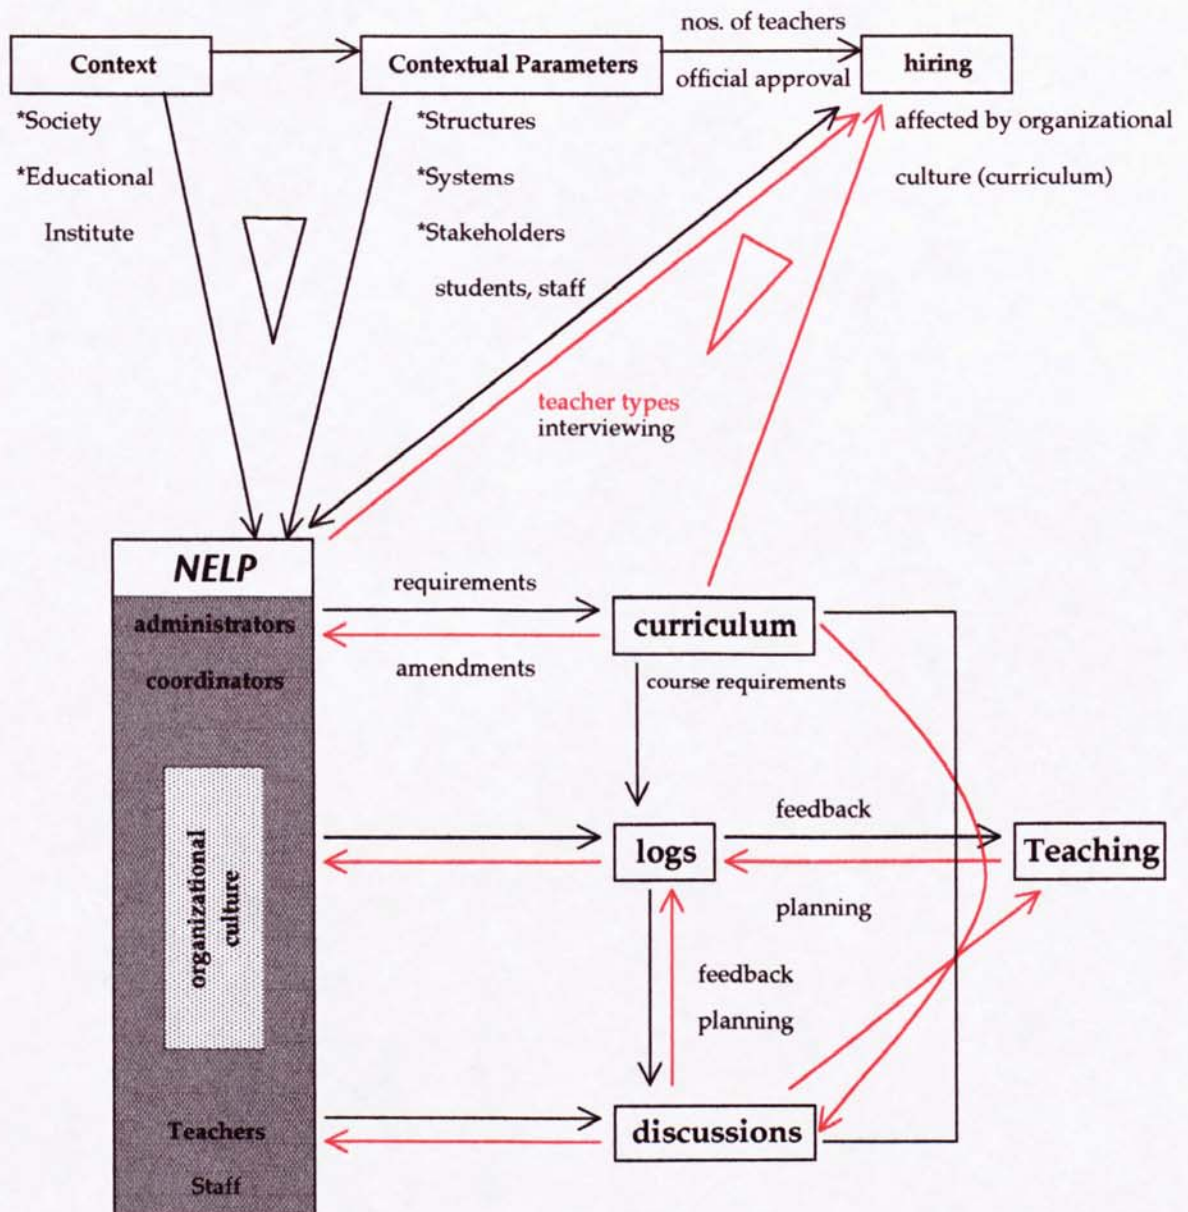 nos. of teachers
Context
Contextual Parameters
official approval
hiring
*Society
*Educational
Institute
*Structures
*Systems
*Stakeholders
students, staff
affected by organizational
culture (curriculum)
teacher types
interviewing
NELP
administrators
coordinators
organizational
culture
Teachers
Staff
requirements
amendments
curriculum
course requirements
logs
feedback
planning
Teaching
feedback
planning
discussions